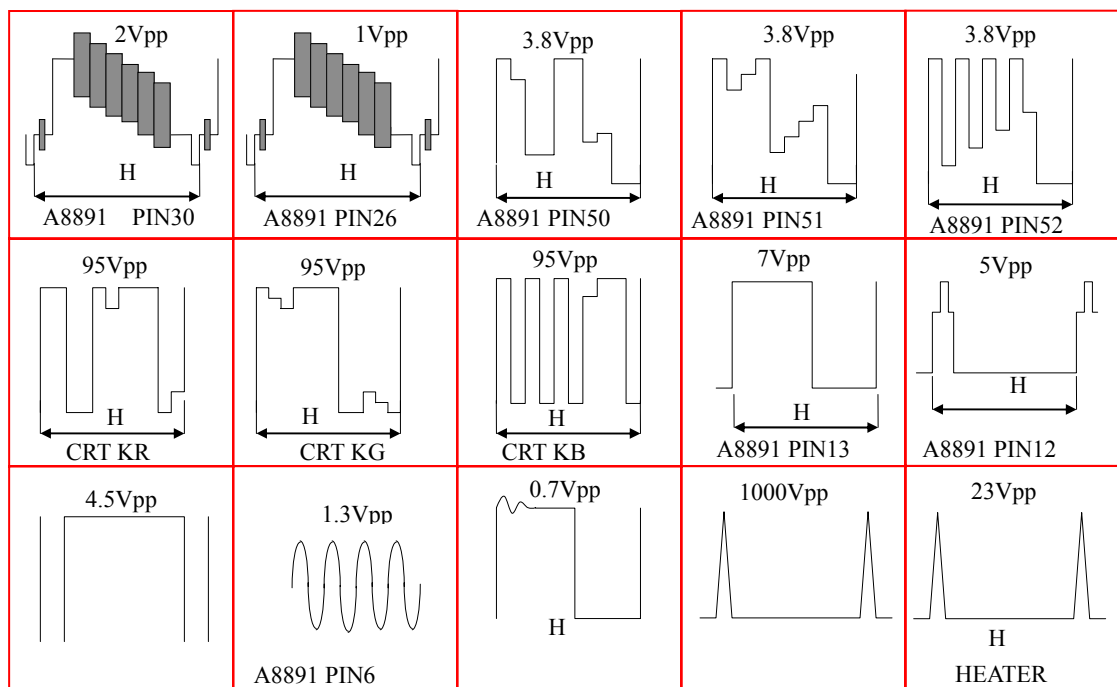 2Vpp
H
A8891 PIN30
1Vpp
H
A8891 PIN26
3.8Vpp
H
A8891 PIN50
3.8Vpp
H
A8891 PIN51
3.8Vpp
H
A8891 PIN52
95Vpp
H
CRT KR
95Vpp
H
CRT KG
95Vpp
H
CRT KB
7Vpp
H
A8891 PIN13
5Vpp
H
A8891 PIN12
4.5Vpp
1.3Vpp
A8891 PIN6
0.7Vpp
H
1000Vpp
23Vpp
H
HEATER